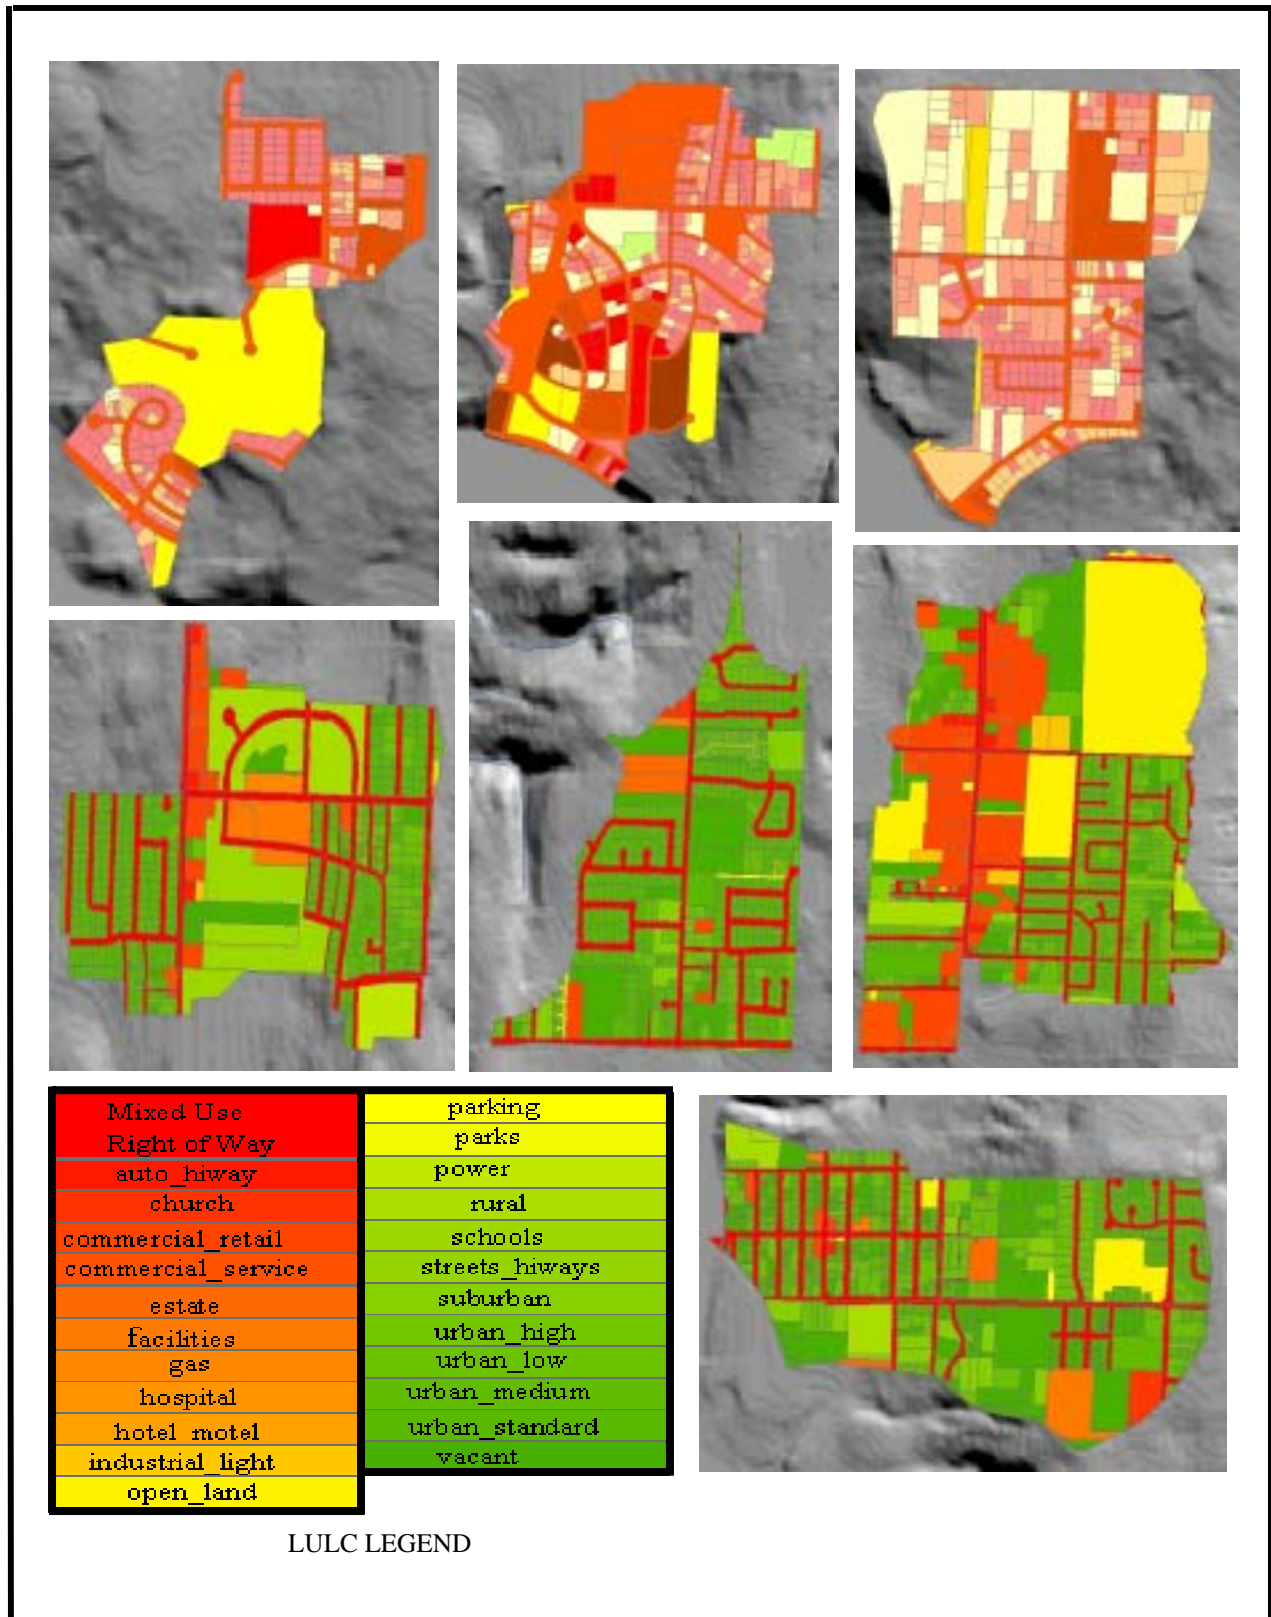 Mixed Use
Right of Way
auto_hiway
church
commercial_retail
commercial_service
estate
facilities
gas
hospital
hotel_motel
industrial_light
open_land
parking
parks
power
rural
schools
streets_hiways
suburban
urban_high
urban_low
urban_medium
urban_standard
vacant
LULC LEGEND